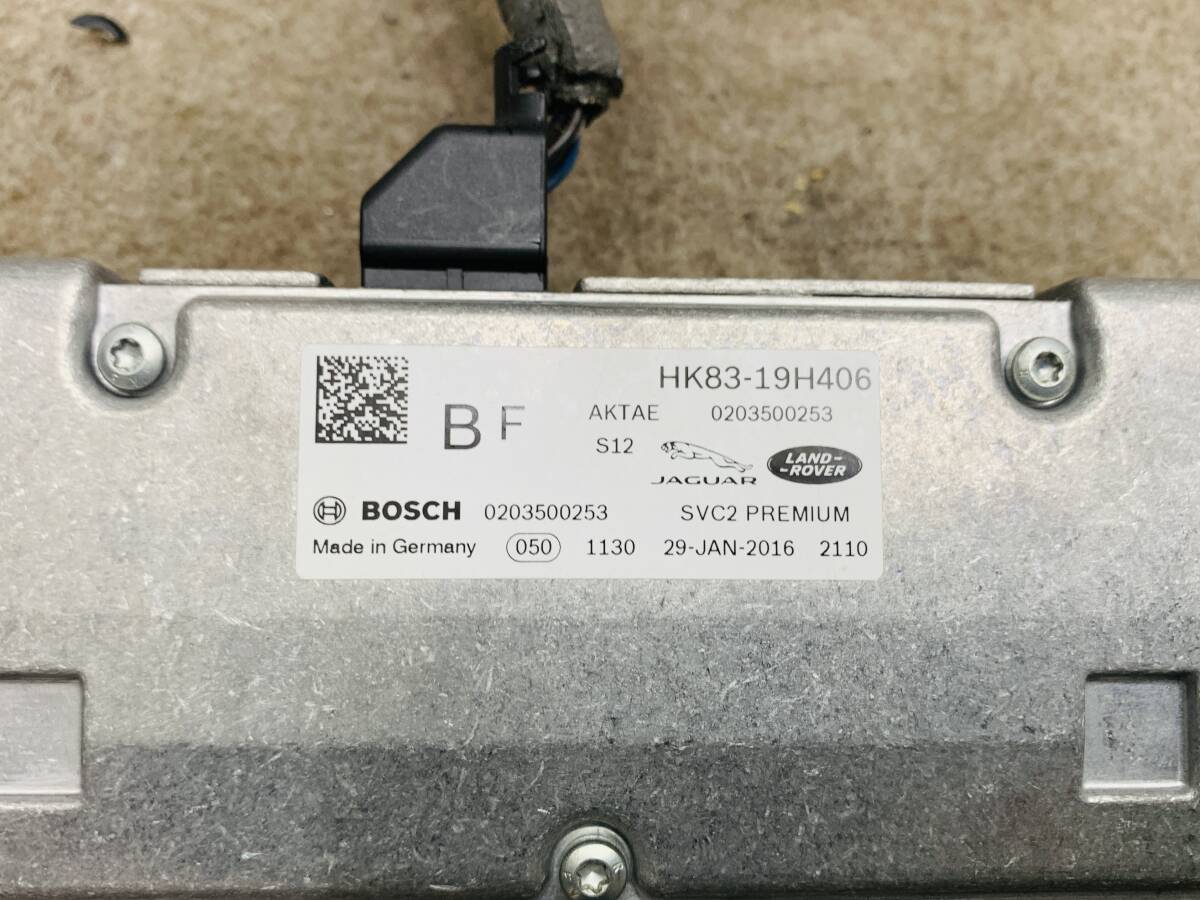 HK83-19H406
B F
AKTAE 0203500253
S12 JAGUAR LAND-ROVER
BOSCH 0203500253 SVC2 PREMIUM
Made in Germany 050 1130 29-JAN-2016 2110